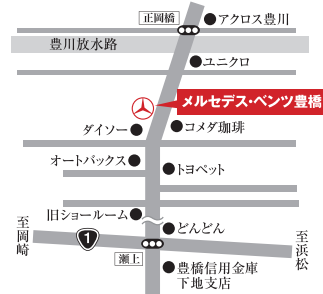 正岡橋
アクロス豊川
豊川放水路
ユニクロ
メルセデス・ベンツ豊橋
ダイソー
コメダ珈琲
オートバックス
トヨペット
旧ショールーム
どんどん
至岡崎
1
瀬上
至浜松
豊橋信用金庫
下地支店